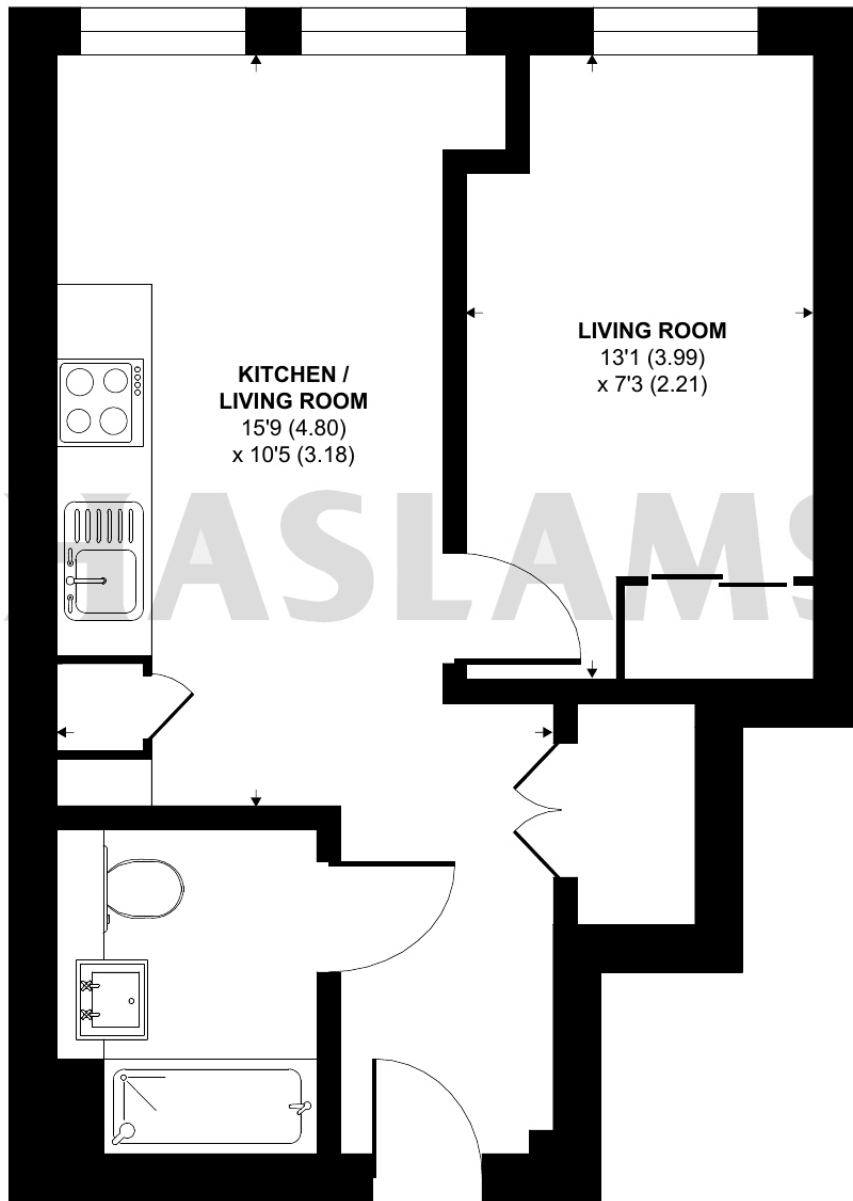 KITCHEN /
LIVING ROOM
15'9 (4.80)
x 10'5 (3.18)
LIVING ROOM
13'1 (3.99)
x 7'3 (2.21)
HASLAMS